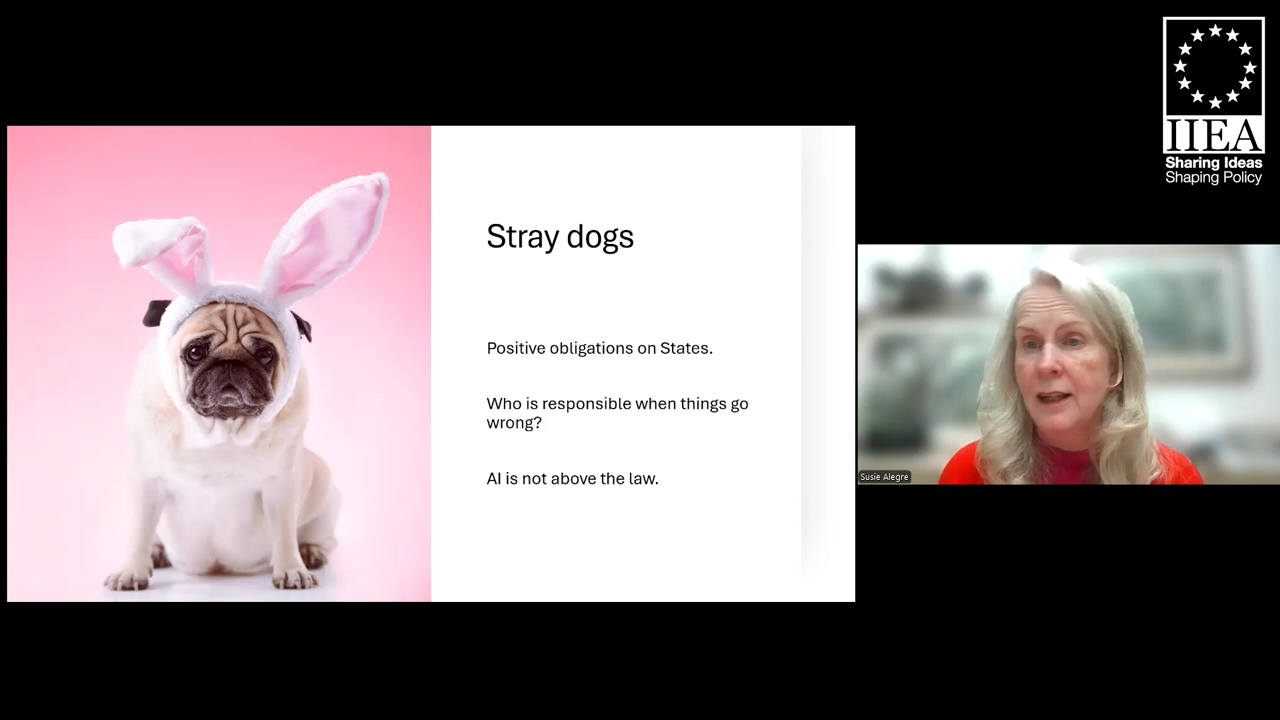 IIEA
Sharing Ideas
Shaping Policy
Stray dogs
Positive obligations on States.
Who is responsible when things go
wrong?
AI is not above the law.
Susie Alegre